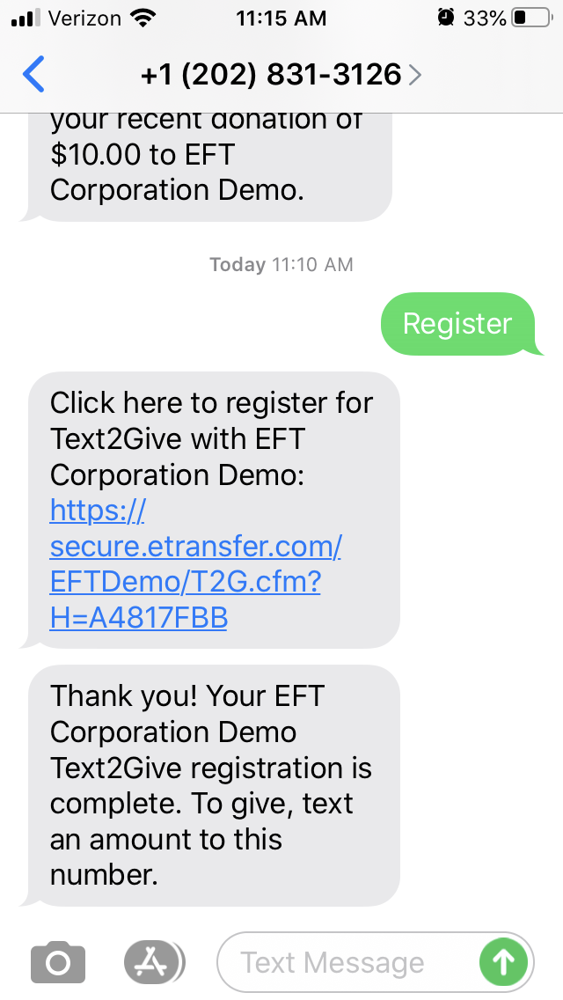 Verizon 11:15 AM 33%
+1 (202) 831-3126
your recent donation of
$10.00 to EFT
Corporation Demo.
Today 11:10 AM
Register
Click here to register for
Text2Give with EFT
Corporation Demo:
https://
secure.etransfer.com/
EFTDemo/T2G.cfm?
H=A4817FBB
Thank you! Your EFT
Corporation Demo
Text2Give registration is
complete. To give, text
an amount to this
number.
Text Message